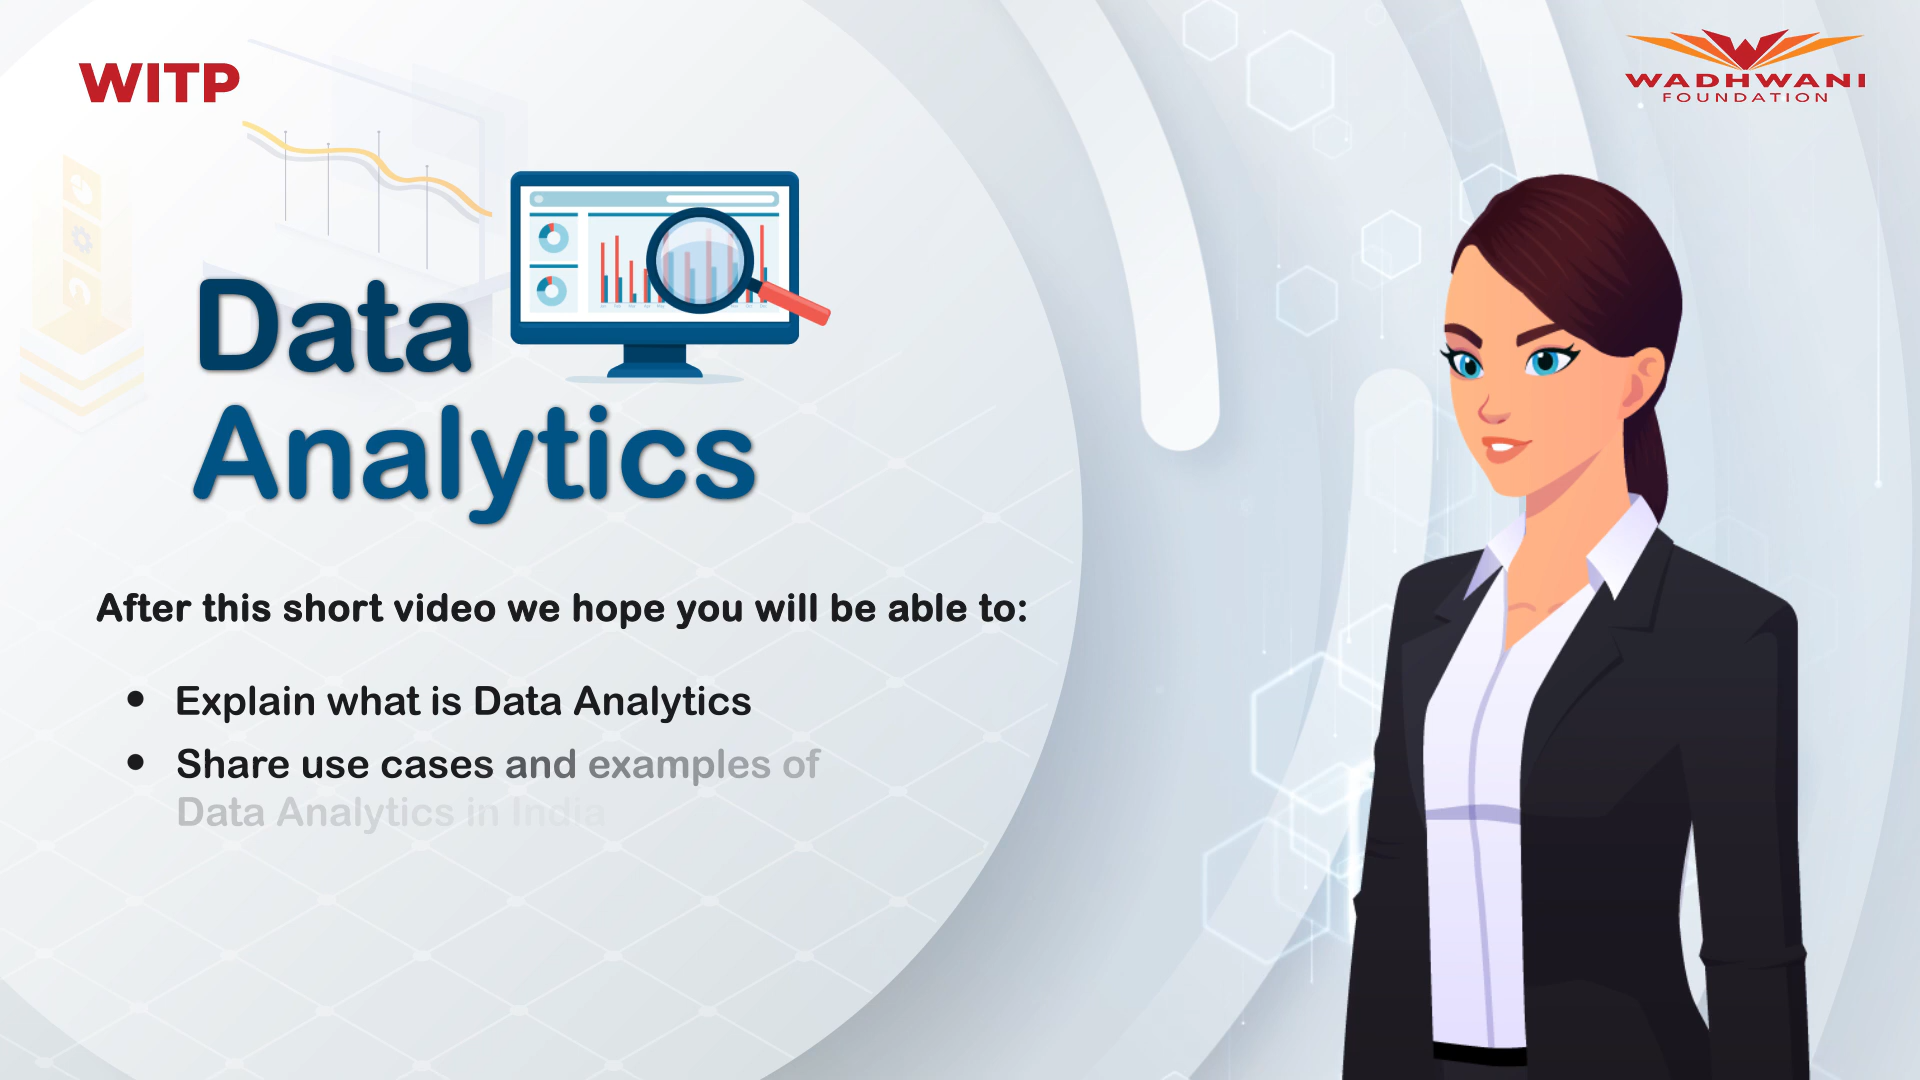 WITP
WADHWANI
FOUNDATION
Data
Analytics
After this short video we hope you will be able to:
• Explain what is Data Analytics
• Share use cases and examples of
Data Analytics in India